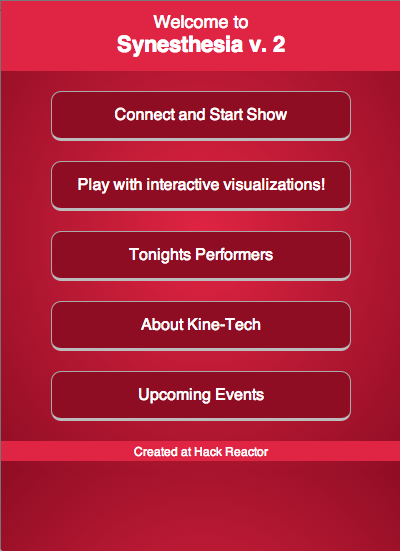 Welcome to
Synesthesia v. 2
Connect and Start Show
Play with interactive visualizations!
Tonights Performers
About Kine-Tech
Upcoming Events
Created at Hack Reactor